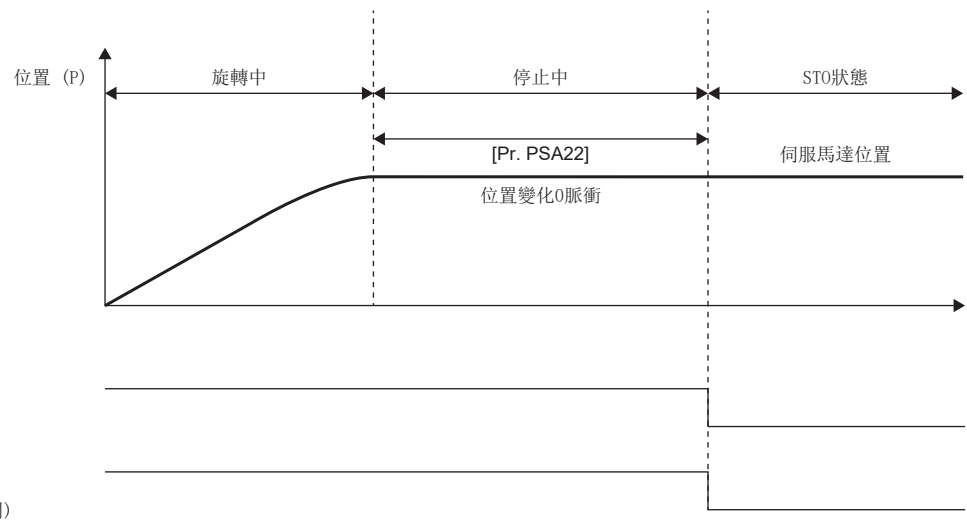 位置 (P)
旋轉中
停止中
STO狀態
[Pr. PSA22]
伺服馬達位置
位置變化0脈衝